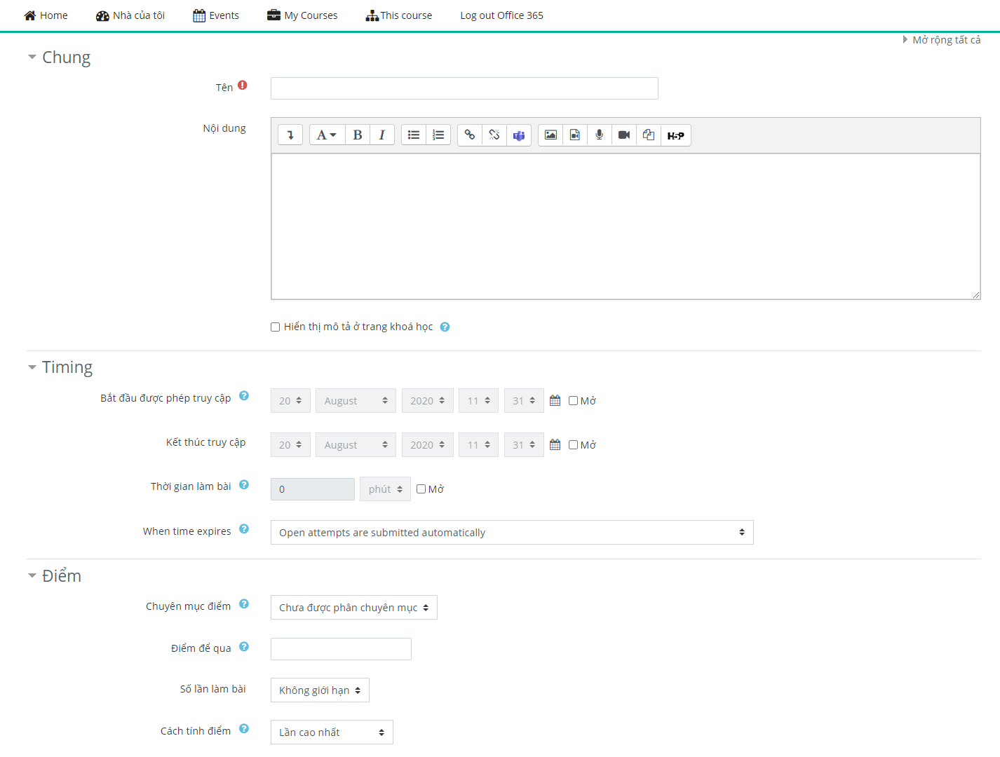 Home Nhà của tôi Events My Courses This course Log out Office 365
Mở rộng tất cả
Chung
Tên
Nội dung
A B I H5P
Hiển thị mô tả ở trang khoá học
Timing
Bắt đầu được phép truy cập 20 August 2020 11 31 Mở
Kết thúc truy cập 20 August 2020 11 31 Mở
Thời gian làm bài 0 phút Mở
When time expires Open attempts are submitted automatically
Điểm
Chuyên mục điểm Chưa được phân chuyên mục
Điểm để qua
Số lần làm bài Không giới hạn
Cách tính điểm Lần cao nhất